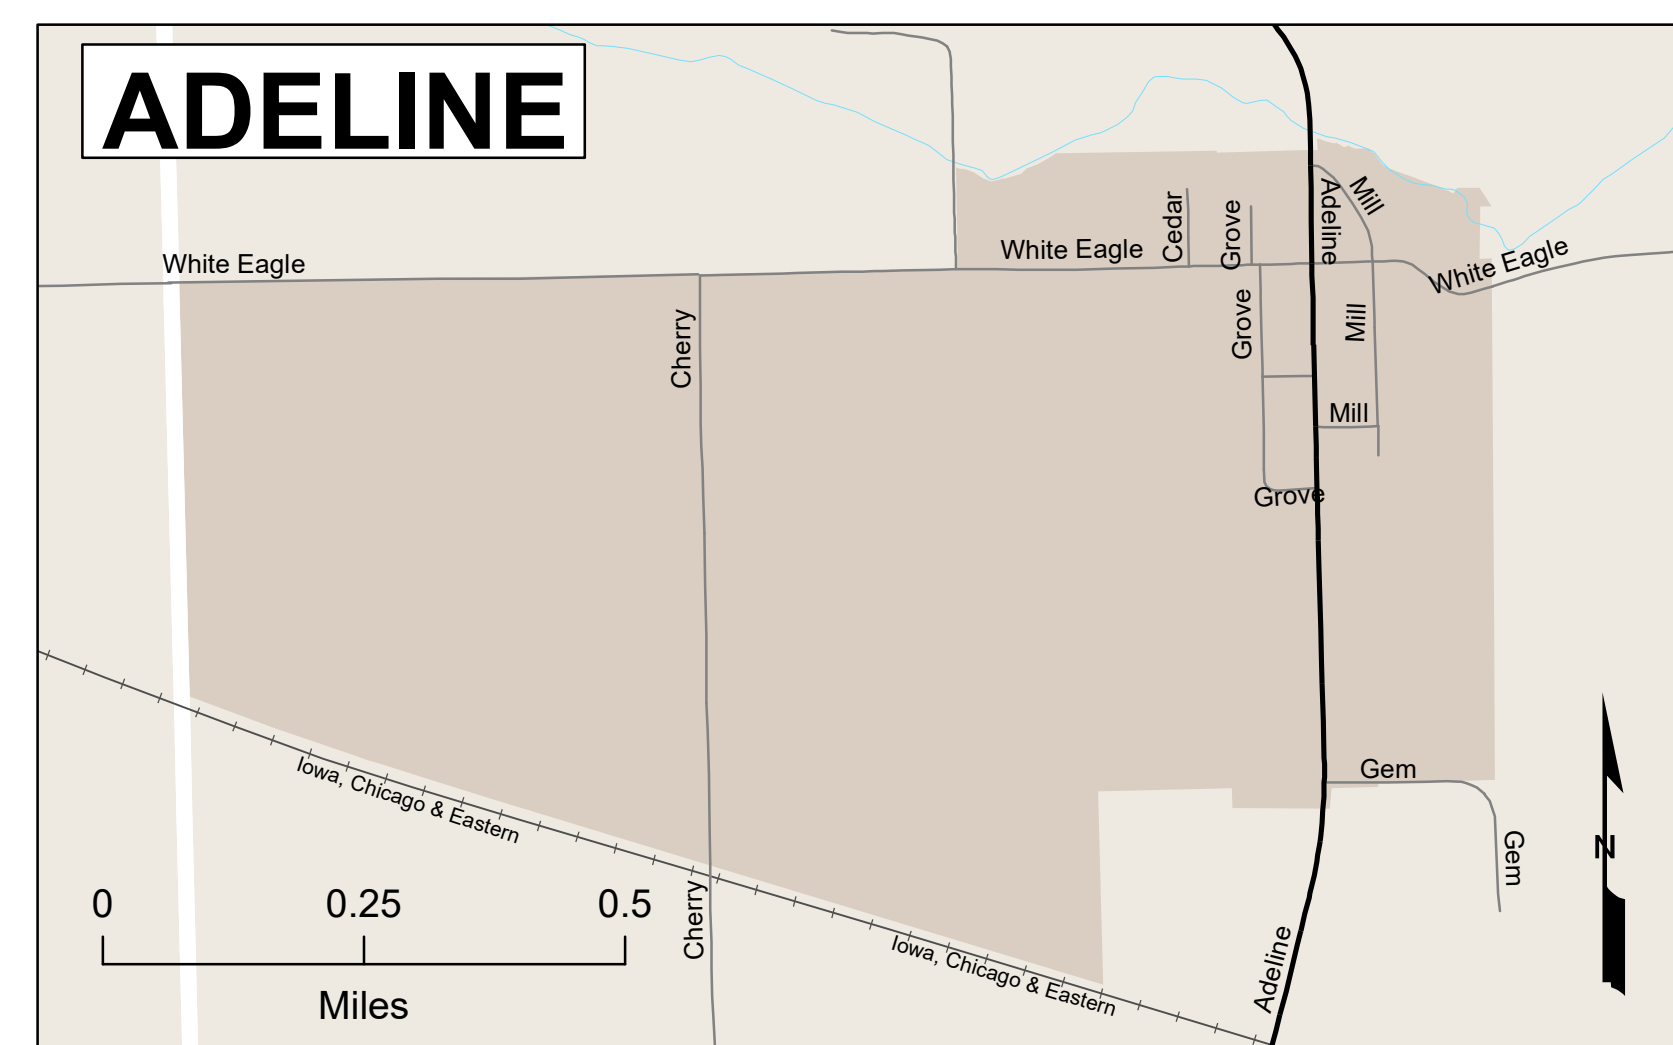 ADELINE
Mill
Adeline
Cedar
Grove
White Eagle
White Eagle
White Eagle
Grove
Mill
Cherry
Mill
Grove
Gem
Iowa, Chicago & Eastern
N
Gem
0 0.25 0.5
Cherry
Iowa, Chicago & Eastern
Adeline
Miles